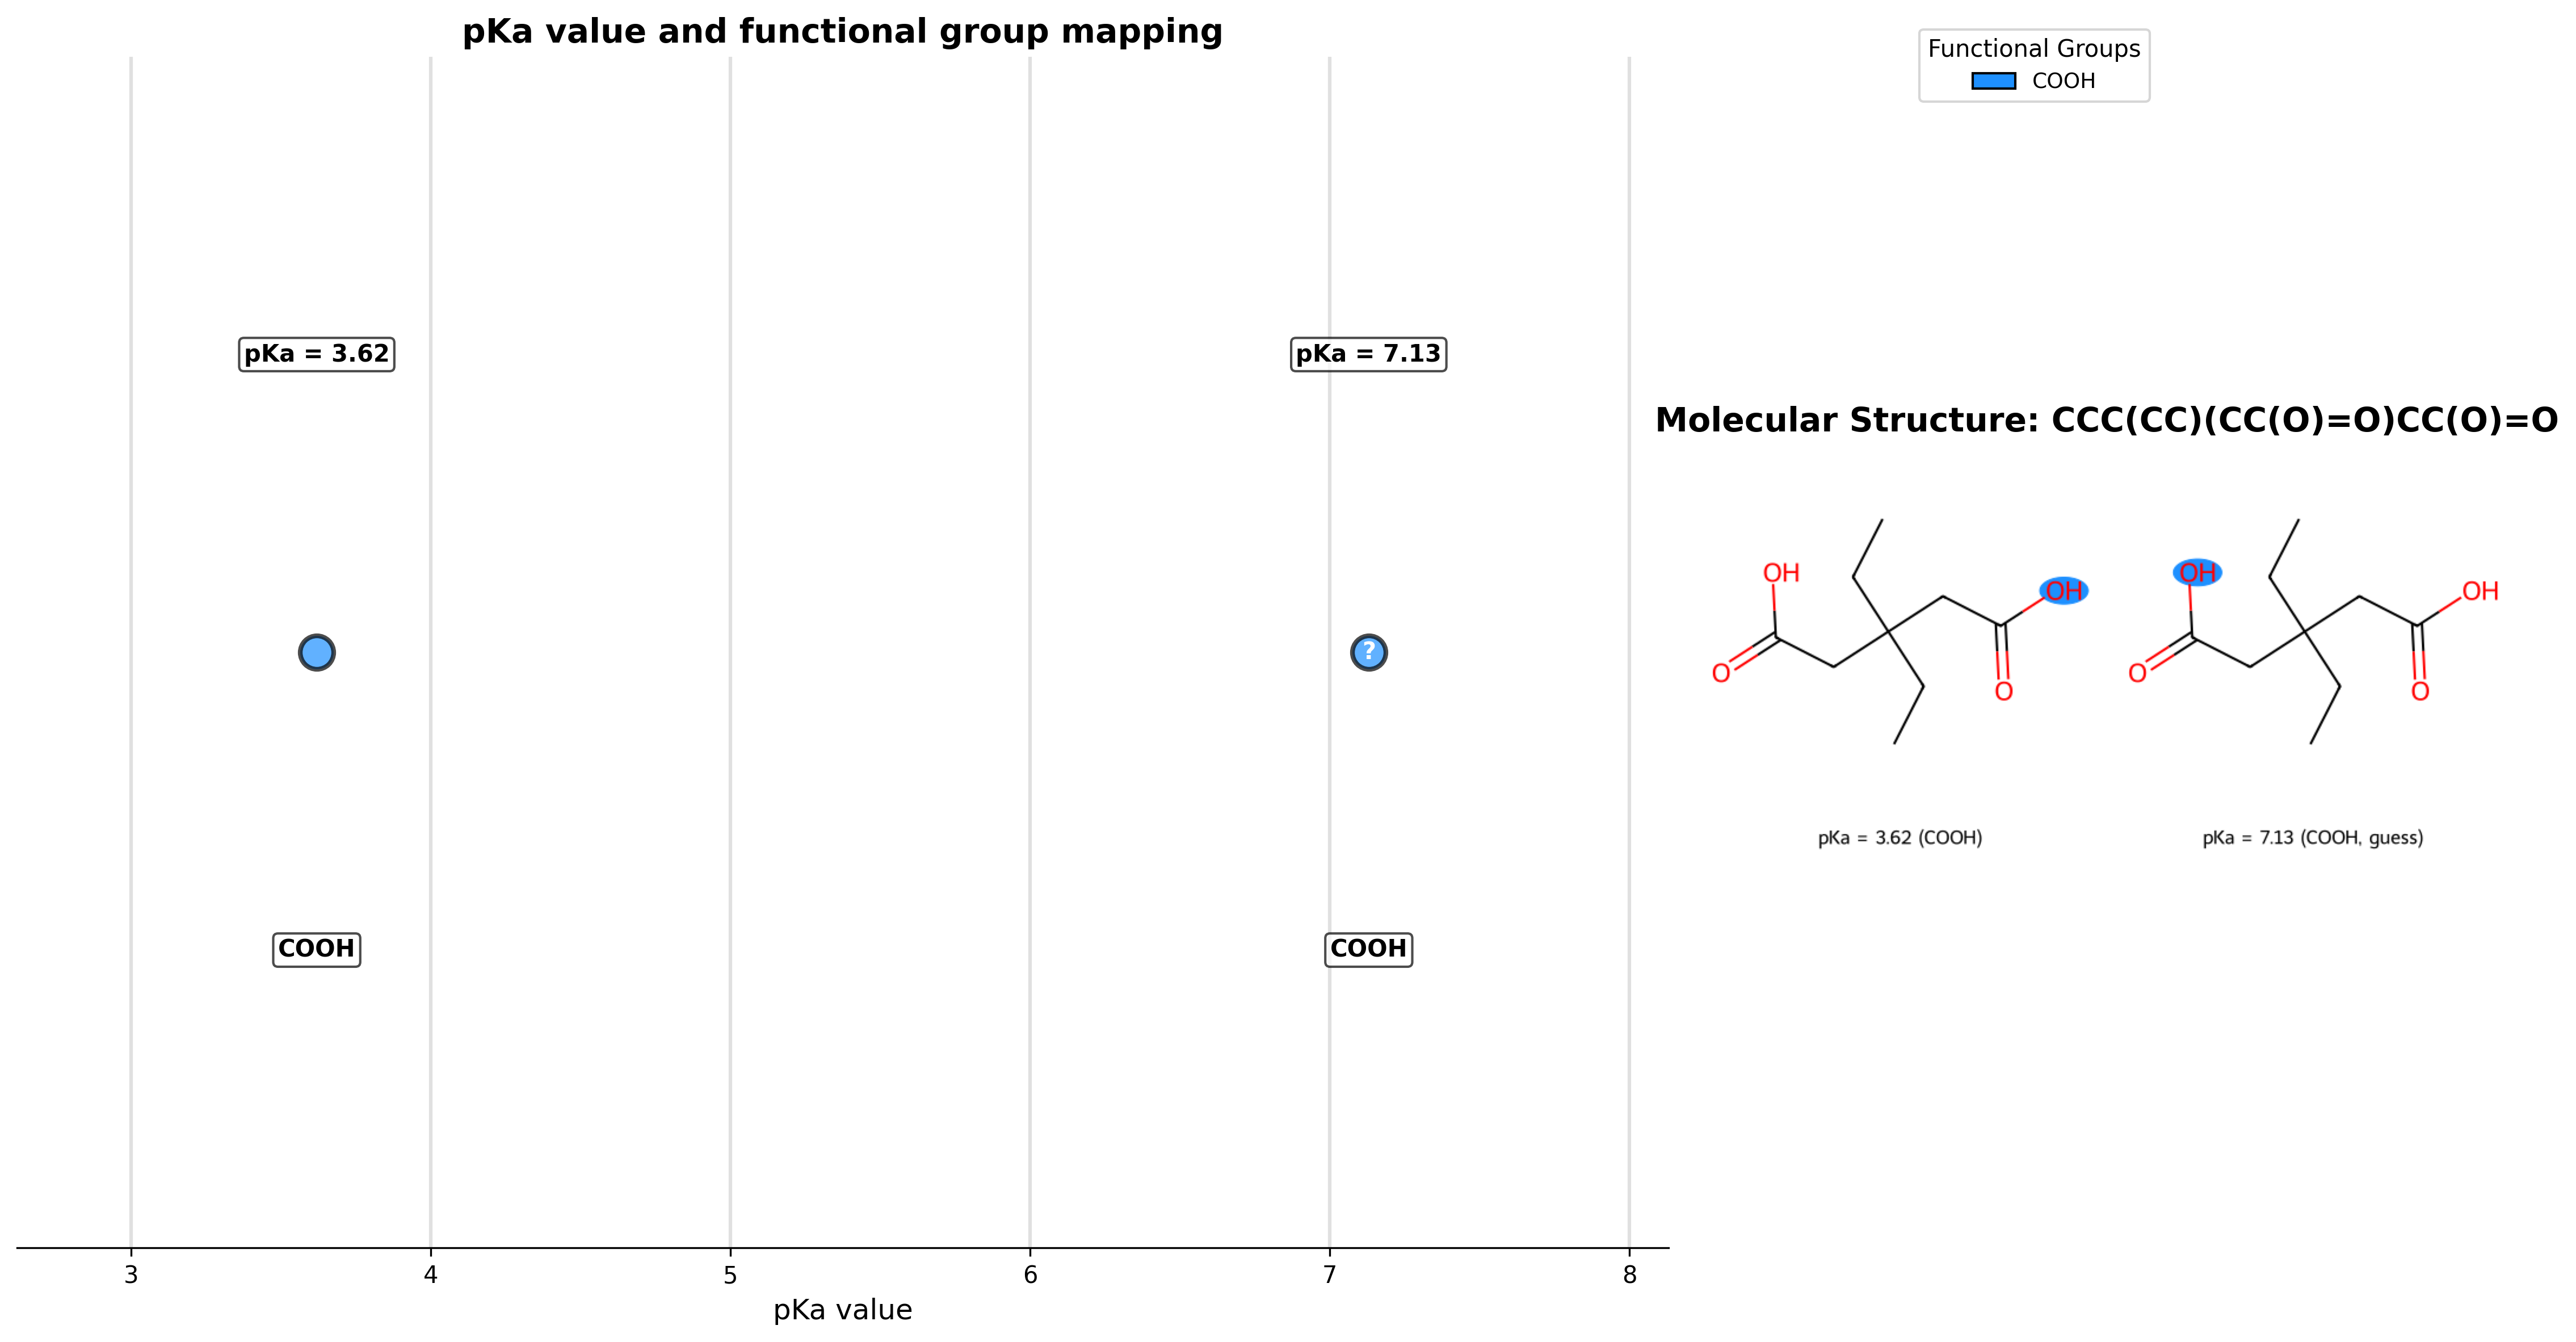 pKa value and functional group mapping
Functional Groups
COOH
pKa = 3.62
pKa = 7.13
?
COOH
COOH
3
4
5
6
7
8
pKa value
Molecular Structure: CCC(CC)(CC(O)=O)CC(O)=O
OH
OH
O
O
pKa = 3.62 (COOH)
OH
OH
O
O
pKa = 7.13 (COOH, guess)